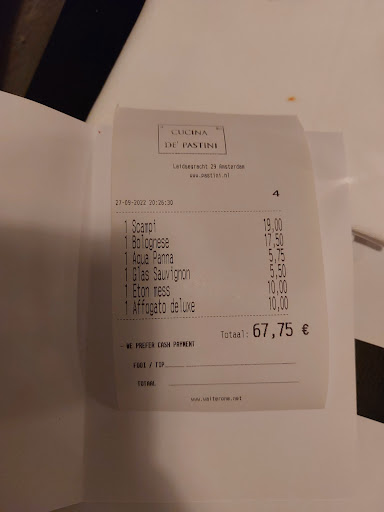 CUCINA
DE' PASTINI
Leidsegracht 29 Amsterdam
www.pastini.nl
4
27-09-2022 20:26:30
1 Scampi 19,00
1 Bolognese 17,50
1 Aqua Panna 5,75
1 Glas Sauvignon 5,50
1 Eton mess 10,00
1 Affogato deluxe 10,00
Totaal: 67,75 €
- WE PREFER CASH PAYMENT
FOOI / TIP
TOTAAL